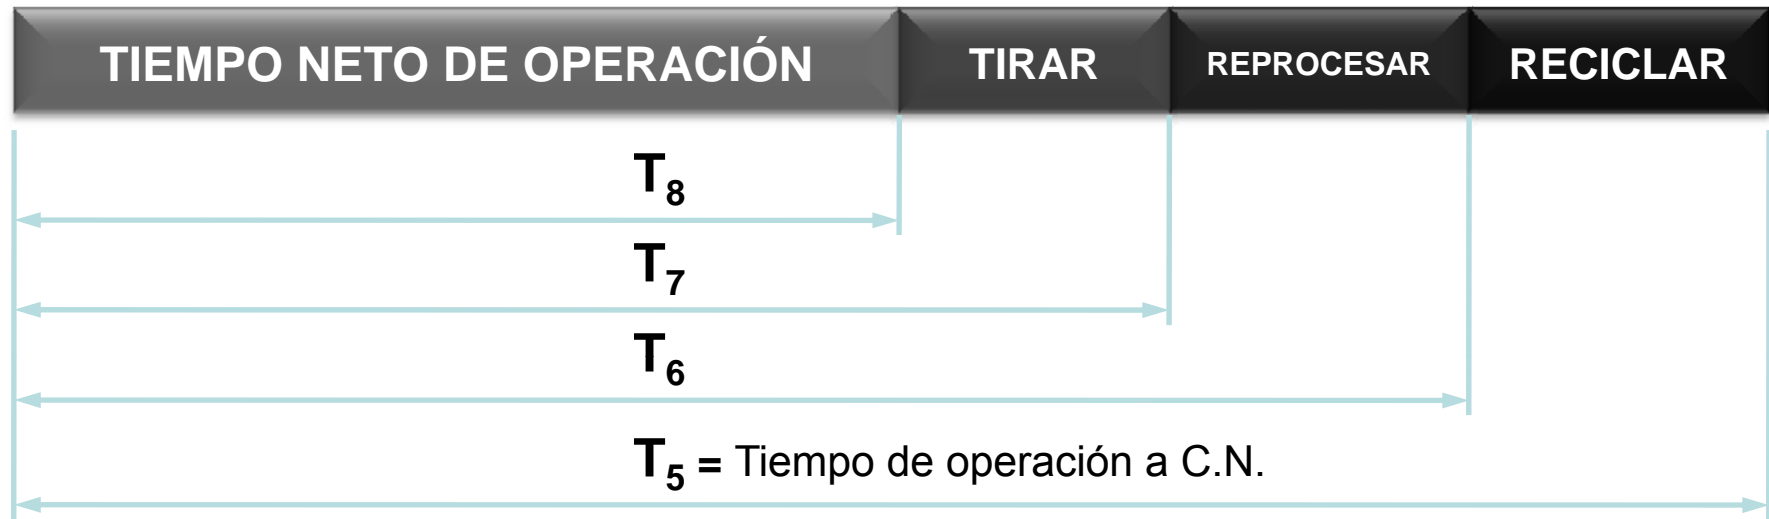 TIEMPO NETO DE OPERACIÓN TIRAR REPROCESAR RECICLAR
T8
T7
T6
T5 = Tiempo de operación a C.N.